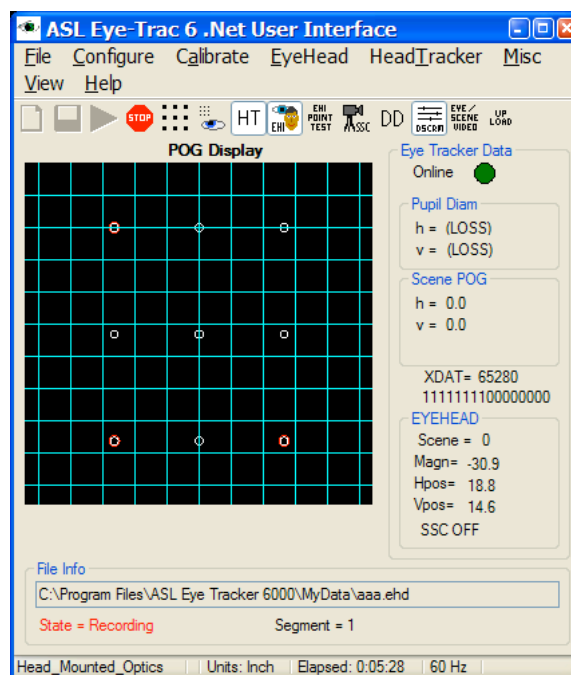 ASL Eye-Trac 6 .Net User Interface
File Configure Calibrate EyeHead HeadTracker Misc
View Help
STOP HT EHI EHI POINT TEST SSC DD DSCRM EYE/ SCENE VIDEO UP LOAD
POG Display
Eye Tracker Data
Online
Pupil Diam
h = (LOSS)
v = (LOSS)
Scene POG
h = 0.0
v = 0.0
XDAT= 65280
1111111100000000
EYEHEAD
Scene = 0
Magn= -30.9
Hpos= 18.8
Vpos= 14.6
SSC OFF
File Info
C:\Program Files\ASL Eye Tracker 6000\MyData\aaa.ehd
State = Recording Segment = 1
Head_Mounted_Optics Units: Inch Elapsed: 0:05:28 60 Hz